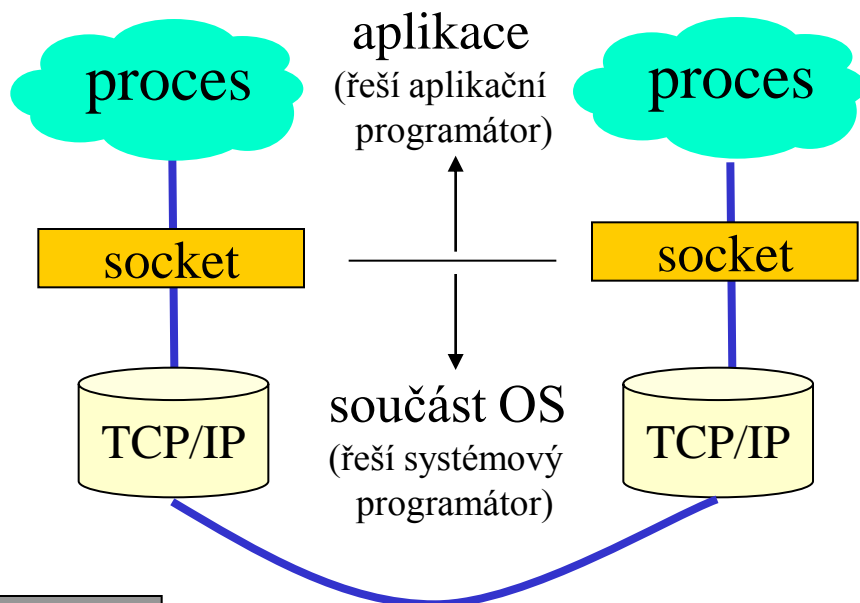 aplikace
(řeší aplikační
programátor)
proces
proces
socket
socket
TCP/IP
TCP/IP
součást OS
(řeší systémový
programátor)